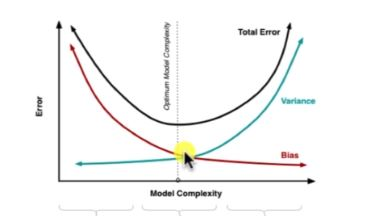 Total Error
Optimum Model Complexity
Error
Variance
Bias
Model Complexity